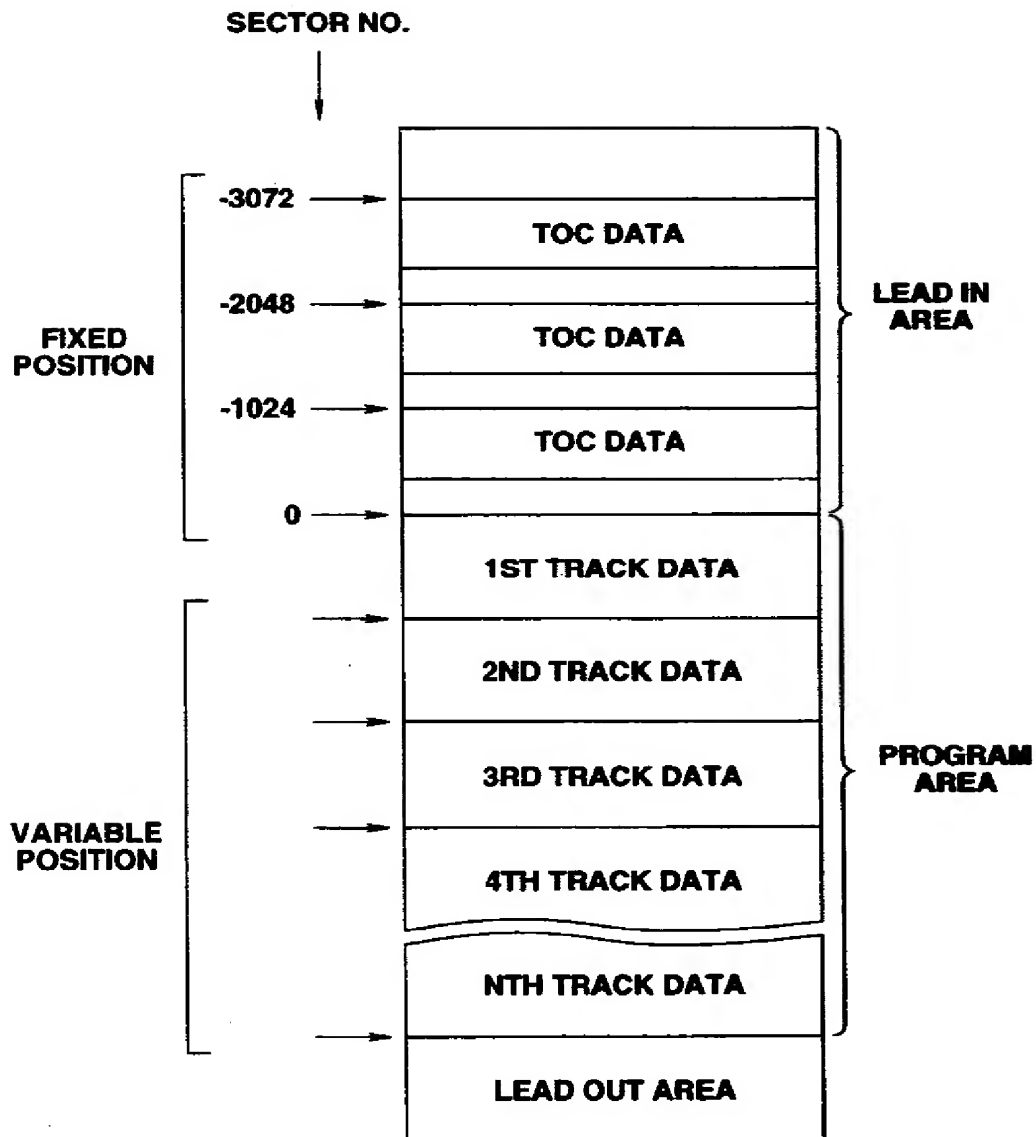 SECTOR NO.
-3072
TOC DATA
-2048
TOC DATA
LEAD IN
AREA
FIXED
POSITION
-1024
TOC DATA
0
1ST TRACK DATA
2ND TRACK DATA
3RD TRACK DATA
PROGRAM
AREA
VARIABLE
POSITION
4TH TRACK DATA
NTH TRACK DATA
LEAD OUT AREA